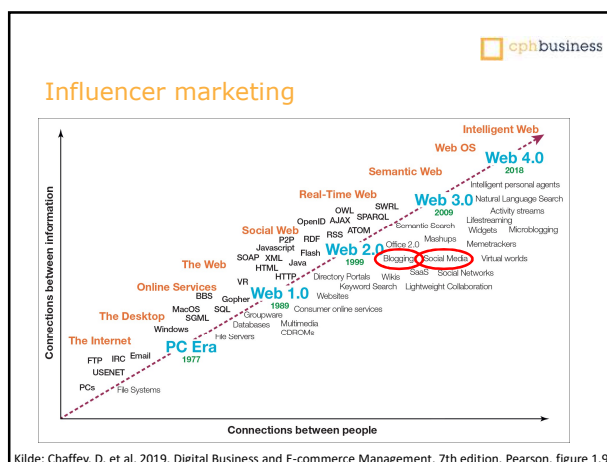 cphbusiness
Influencer marketing
Connections between information
Intelligent Web
Web OS
Web 4.0
2018
Semantic Web
Intelligent personal agents
Real-Time Web
Web 3.0
2009
Natural Language Search
SWRL
OWL
Activity streams
OpenID AJAX SPARQL
Lifestreaming
Social Web
RSS ATOM
Semantic Search
Widgets Microblogging
P2P RDF
Mashups
Javascript
Web 2.0
1999
Office 2.0
Memetrackers
SOAP XML Flash
Blogging
Social Media
Virtual worlds
The Web
HTML Java
HTTP
Directory Portals
Wikis
SaaS
Social Networks
VR
Keyword Search
Lightweight Collaboration
Online Services
Web 1.0
1989
Websites
BBS Gopher
Consumer online services
MacOS SQL
Groupware
The Desktop
SGML
Databases
Multimedia
Windows
File Servers
CDROMs
The Internet
PC Era
1977
FTP IRC Email
USENET
PCs
File Systems
Connections between people
Kilde: Chaffey, D. et al. 2019. Digital Business and E-commerce Management. 7th edition. Pearson. figure 1.9